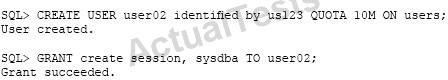 SQL> CREATE USER user02 identified by us123 QUOTA 10M ON users;
User created.
SQL> GRANT create session, sysdba TO user02;
Grant succeeded.
ActualTests